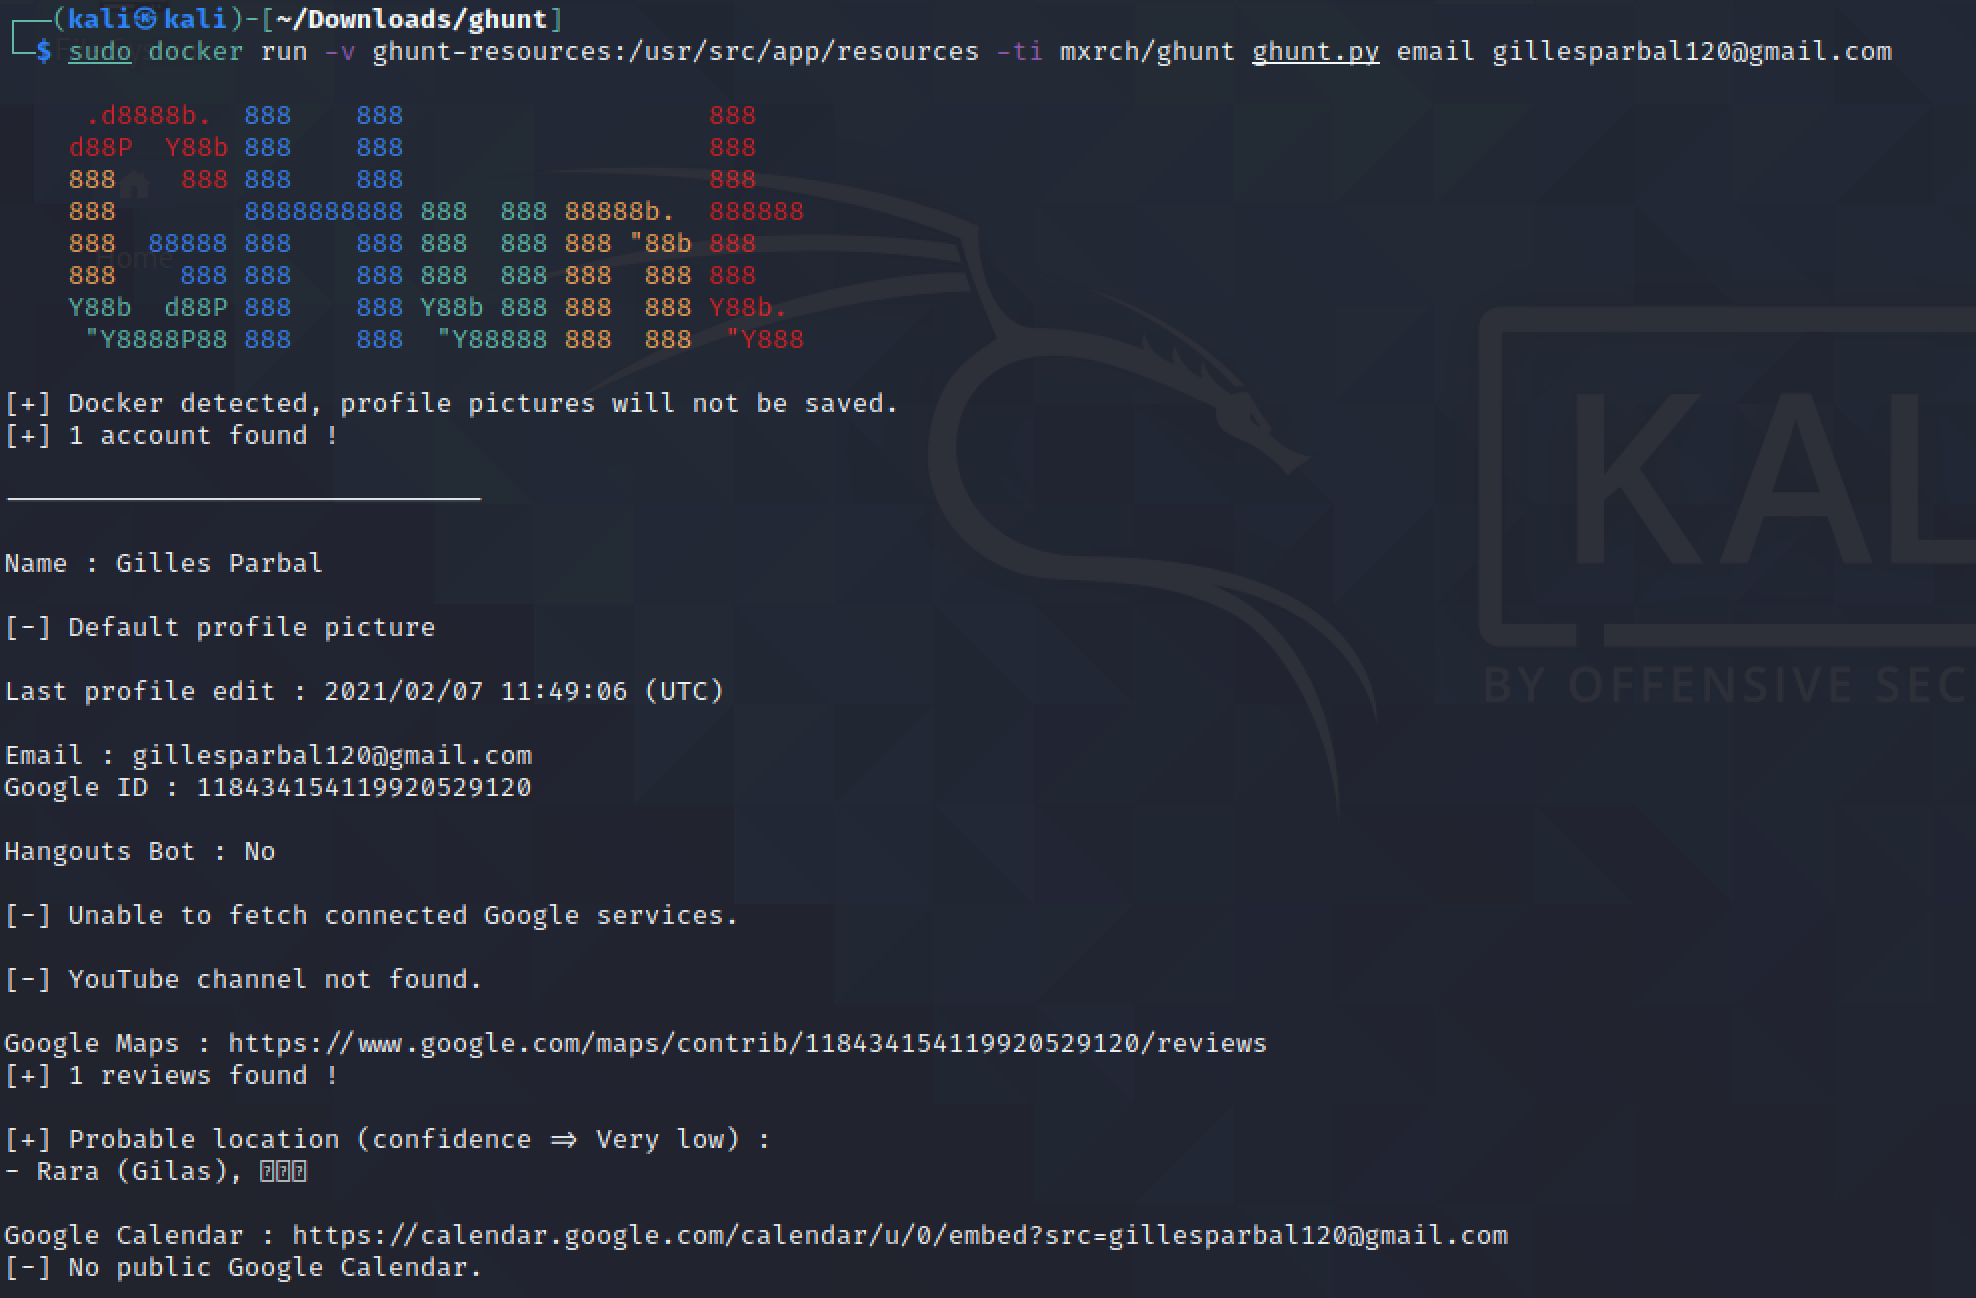 (kali㉿kali)-[~/Downloads/ghunt]
$ sudo docker run -v ghunt-resources:/usr/src/app/resources -ti mxrch/ghunt ghunt.py email gillesparbal120@gmail.com
 .d8888b.  888    888                   888
d88P  Y88b 888    888                   888
888    888 888    888                   888
888        8888888888 888  888 88888b.  888888
888  88888 888    888 888  888 888 "88b 888
Home
888    888 888    888 888  888 888  888 888
Y88b  d88P 888    888 Y88b 888 888  888 Y88b.
 "Y8888P88 888    888  "Y88888 888  888  "Y888
[+] Docker detected, profile pictures will not be saved.
[+] 1 account found !
KAL
Name : Gilles Parbal
[-] Default profile picture
Last profile edit : 2021/02/07 11:49:06 (UTC)
BY OFFENSIVE SEC
Email : gillesparbal120@gmail.com
Google ID : 118434154119920529120
Hangouts Bot : No
[-] Unable to fetch connected Google services.
[-] YouTube channel not found.
Google Maps : https://www.google.com/maps/contrib/118434154119920529120/reviews
[+] 1 reviews found !
[+] Probable location (confidence => Very low) :
- Rara (Gilas),
Google Calendar : https://calendar.google.com/calendar/u/0/embed?src=gillesparbal120@gmail.com
[-] No public Google Calendar.